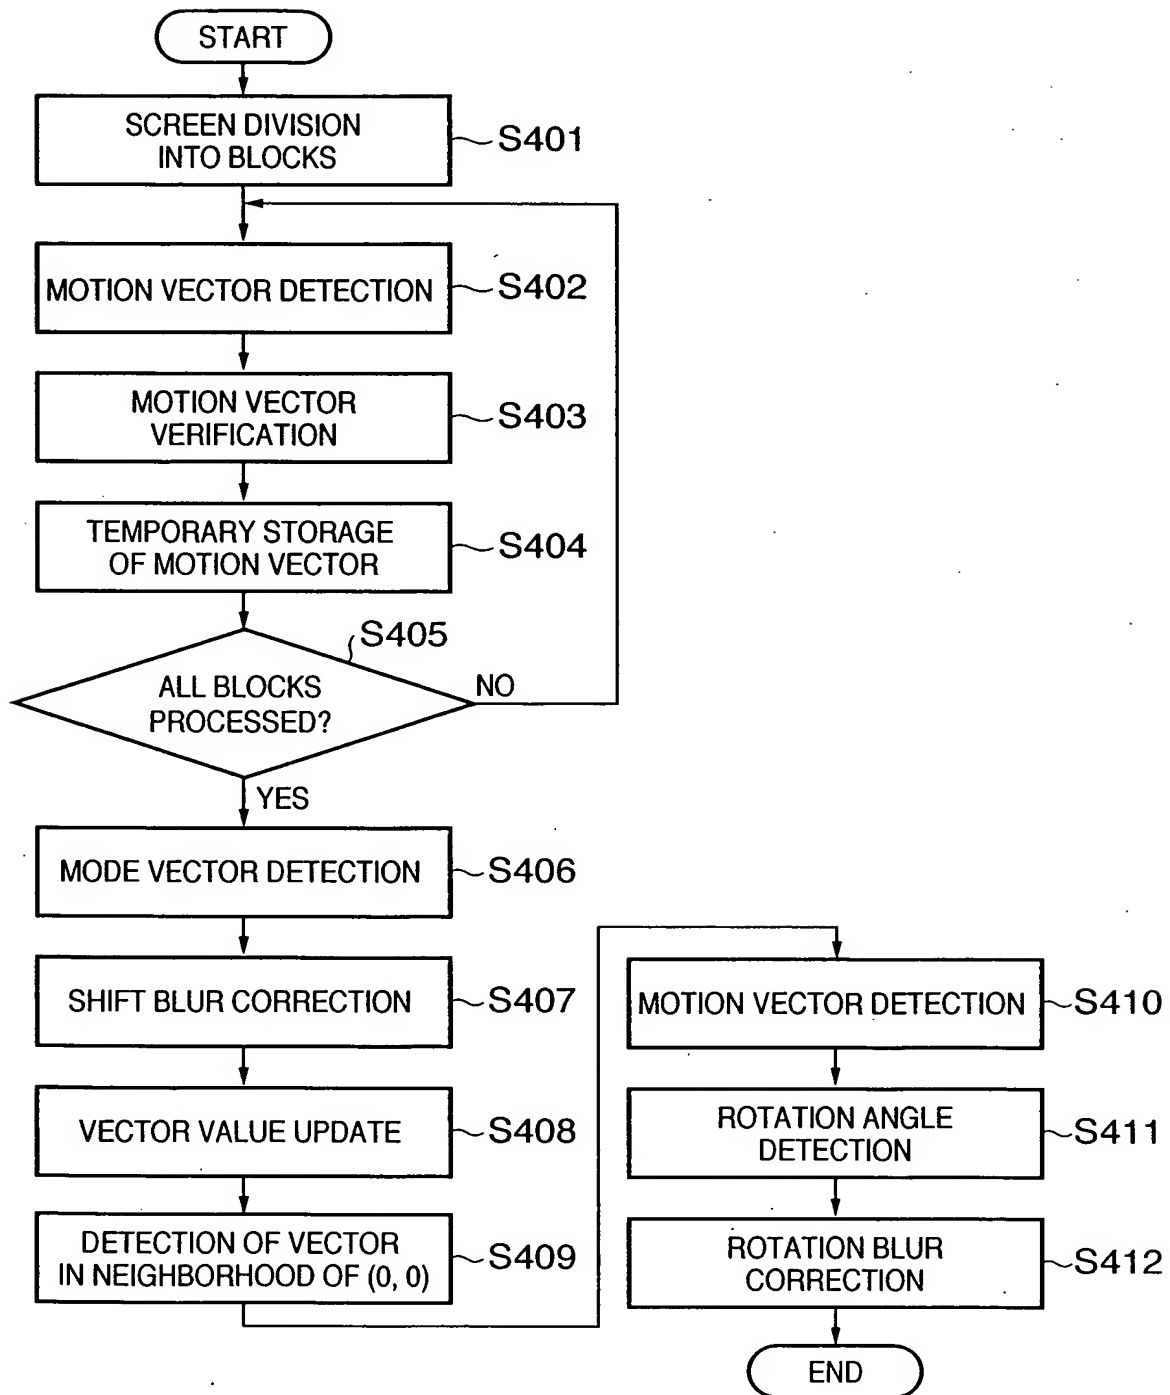 START
SCREEN DIVISION
INTO BLOCKS
S401
MOTION VECTOR DETECTION
S402
MOTION VECTOR
VERIFICATION
S403
TEMPORARY STORAGE
OF MOTION VECTOR
S404
S405
ALL BLOCKS
PROCESSED?
NO
YES
MODE VECTOR DETECTION
S406
SHIFT BLUR CORRECTION
S407
VECTOR VALUE UPDATE
S408
DETECTION OF VECTOR
IN NEIGHBORHOOD OF (0, 0)
S409
MOTION VECTOR DETECTION
S410
ROTATION ANGLE
DETECTION
S411
ROTATION BLUR
CORRECTION
S412
END